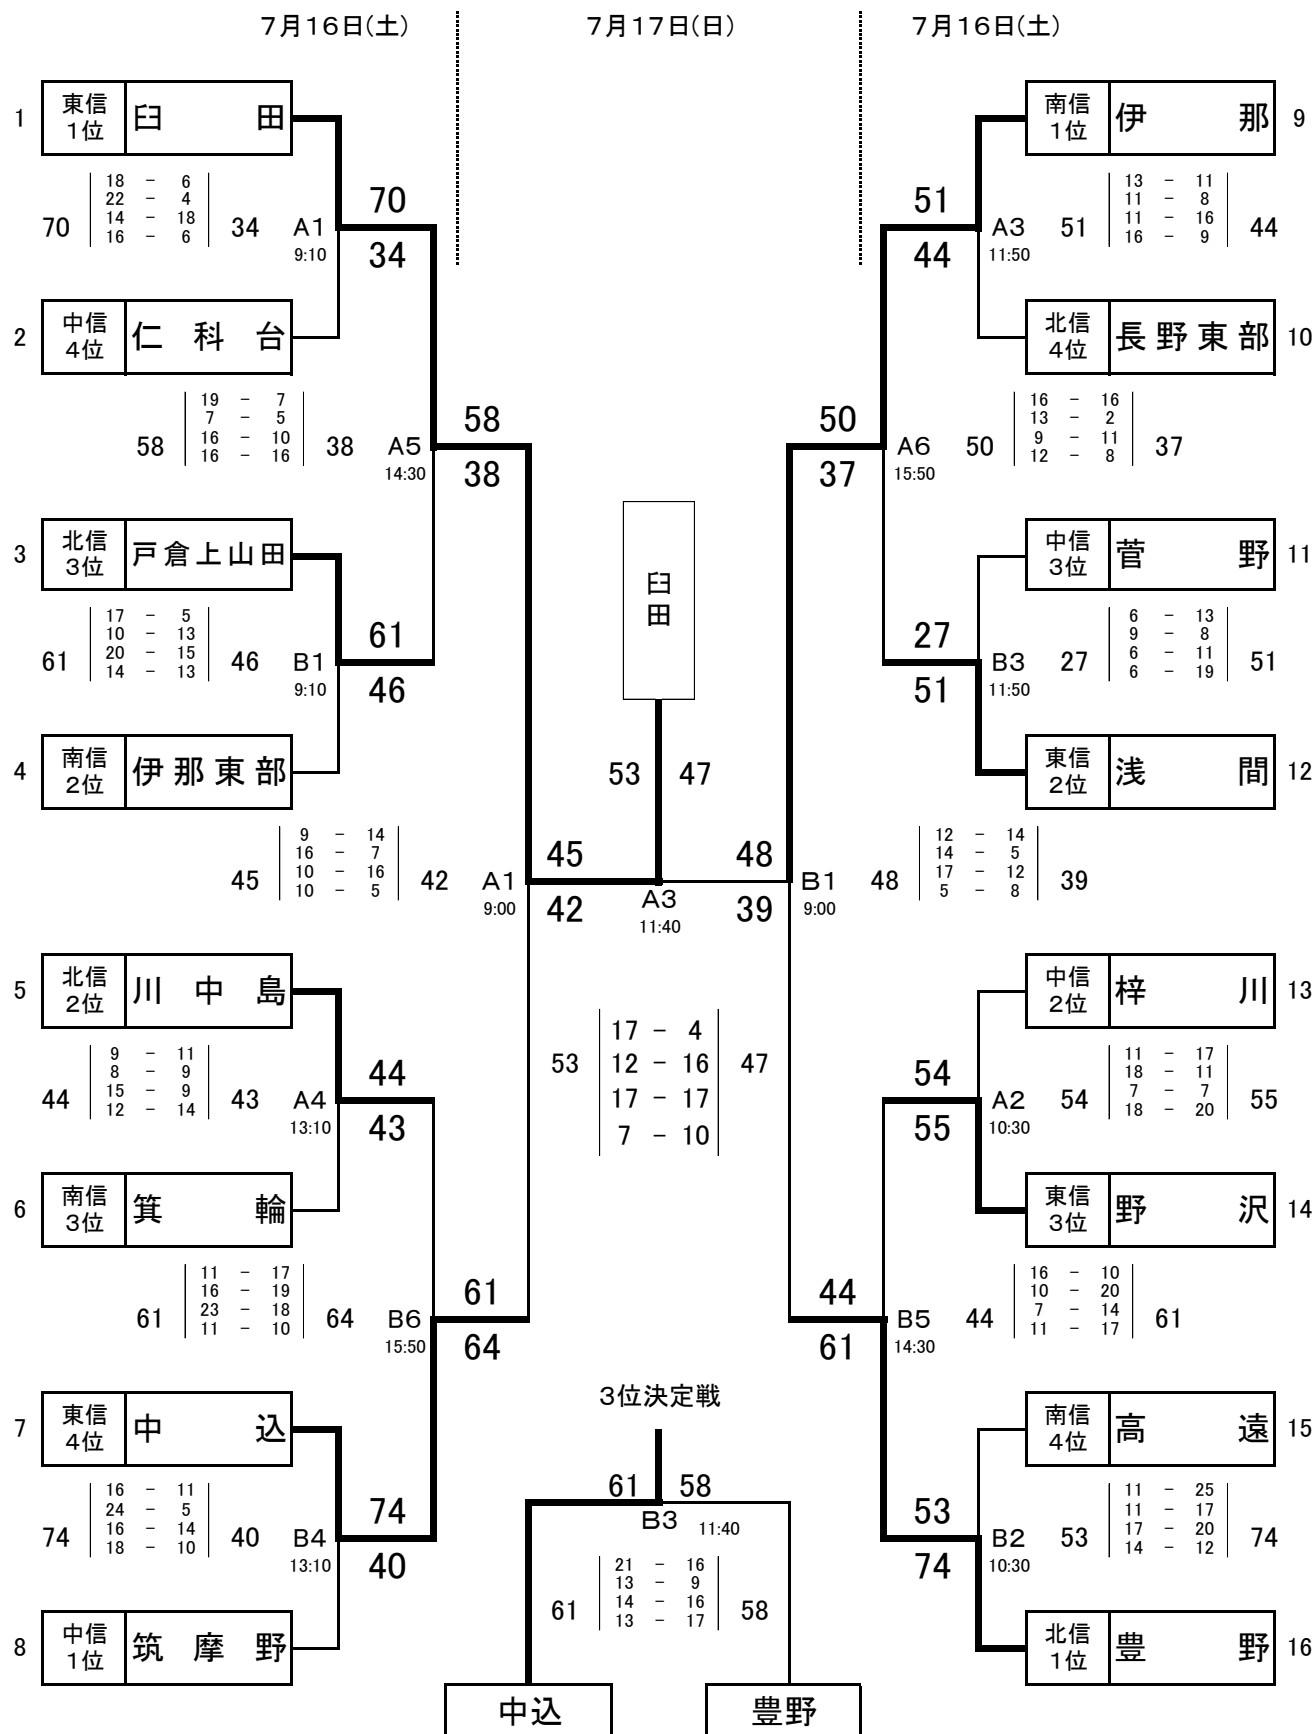 7月16日(土)
7月17日(日)
7月16日(土)
1
東信
1位
臼田
18 － 6
22 － 4
14 － 18
16 － 6
70
34
A1
9:10
70
34
2
中信
4位
仁科台
19 － 7
7 － 5
16 － 10
16 － 16
58
38
A5
14:30
58
38
3
北信
3位
戸倉上山田
17 － 5
10 － 13
20 － 15
14 － 13
61
46
B1
9:10
61
46
4
南信
2位
伊那東部
9 － 14
16 － 7
10 － 16
10 － 5
45
42
A1
9:00
45
42
5
北信
2位
川中島
9 － 11
8 － 9
15 － 9
12 － 14
44
43
A4
13:10
44
43
6
南信
3位
箕輪
11 － 17
16 － 19
23 － 18
11 － 10
61
64
B6
15:50
61
64
7
東信
4位
中込
16 － 11
24 － 5
16 － 14
18 － 10
74
40
B4
13:10
74
40
8
中信
1位
筑摩野
臼田
53
47
A3
11:40
17 － 4
12 － 16
17 － 17
7 － 10
53
47
3位決定戦
61
58
B3
11:40
21 － 16
13 － 9
14 － 16
13 － 17
61
58
中込
豊野
南信
1位
伊那
9
51
44
A3
11:50
51
13 － 11
11 － 8
11 － 16
16 － 9
44
北信
4位
長野東部
10
50
37
A6
15:50
50
16 － 16
13 － 2
9 － 11
12 － 8
37
中信
3位
菅野
11
27
51
B3
11:50
27
6 － 13
9 － 8
6 － 11
6 － 19
51
東信
2位
浅間
12
48
39
B1
9:00
48
12 － 14
14 － 5
17 － 12
5 － 8
39
中信
2位
梓川
13
54
55
A2
10:30
54
11 － 17
18 － 11
7 － 7
18 － 20
55
東信
3位
野沢
14
44
61
B5
14:30
44
16 － 10
10 － 20
7 － 14
11 － 17
61
南信
4位
高遠
15
53
74
B2
10:30
53
11 － 25
11 － 17
17 － 20
14 － 12
74
北信
1位
豊野
16